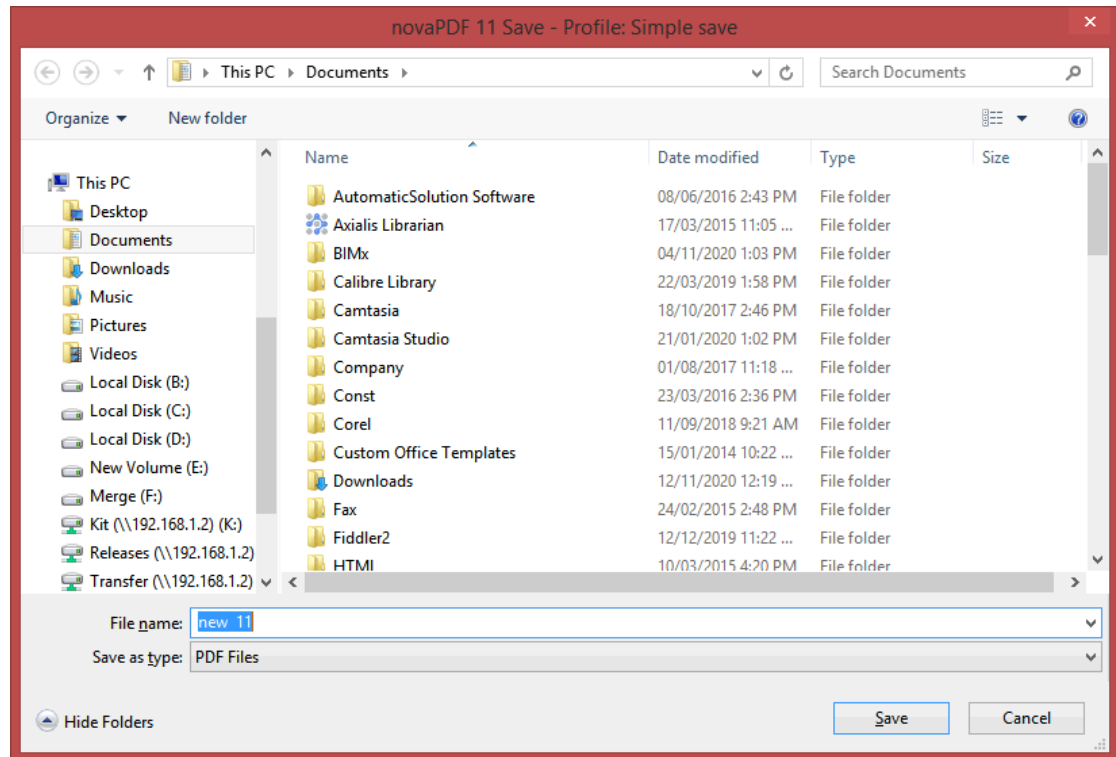 novaPDF 11 Save - Profile: Simple save
This PC Documents
Search Documents
Organize New folder
Name Date modified Type Size
This PC
Desktop
Documents
Downloads
Music
Pictures
Videos
Local Disk (B:)
Local Disk (C:)
Local Disk (D:)
New Volume (E:)
Merge (F:)
Kit (\\192.168.1.2) (K:)
Releases (\\192.168.1.2)
Transfer (\\192.168.1.2)
AutomaticSolution Software 08/06/2016 2:43 PM File folder
Axialis Librarian 17/03/2015 11:05 ... File folder
BIMx 04/11/2020 1:03 PM File folder
Calibre Library 22/03/2019 1:58 PM File folder
Camtasia 18/10/2017 2:46 PM File folder
Camtasia Studio 21/01/2020 1:02 PM File folder
Company 01/08/2017 11:18 ... File folder
Const 23/03/2016 2:36 PM File folder
Corel 11/09/2018 9:21 AM File folder
Custom Office Templates 15/01/2014 10:22 ... File folder
Downloads 12/11/2020 12:19 ... File folder
Fax 24/02/2015 2:48 PM File folder
Fiddler2 12/12/2019 11:22 ... File folder
HTML 10/03/2015 4:20 PM File folder
File name: new 11
Save as type: PDF Files
Hide Folders
Save Cancel